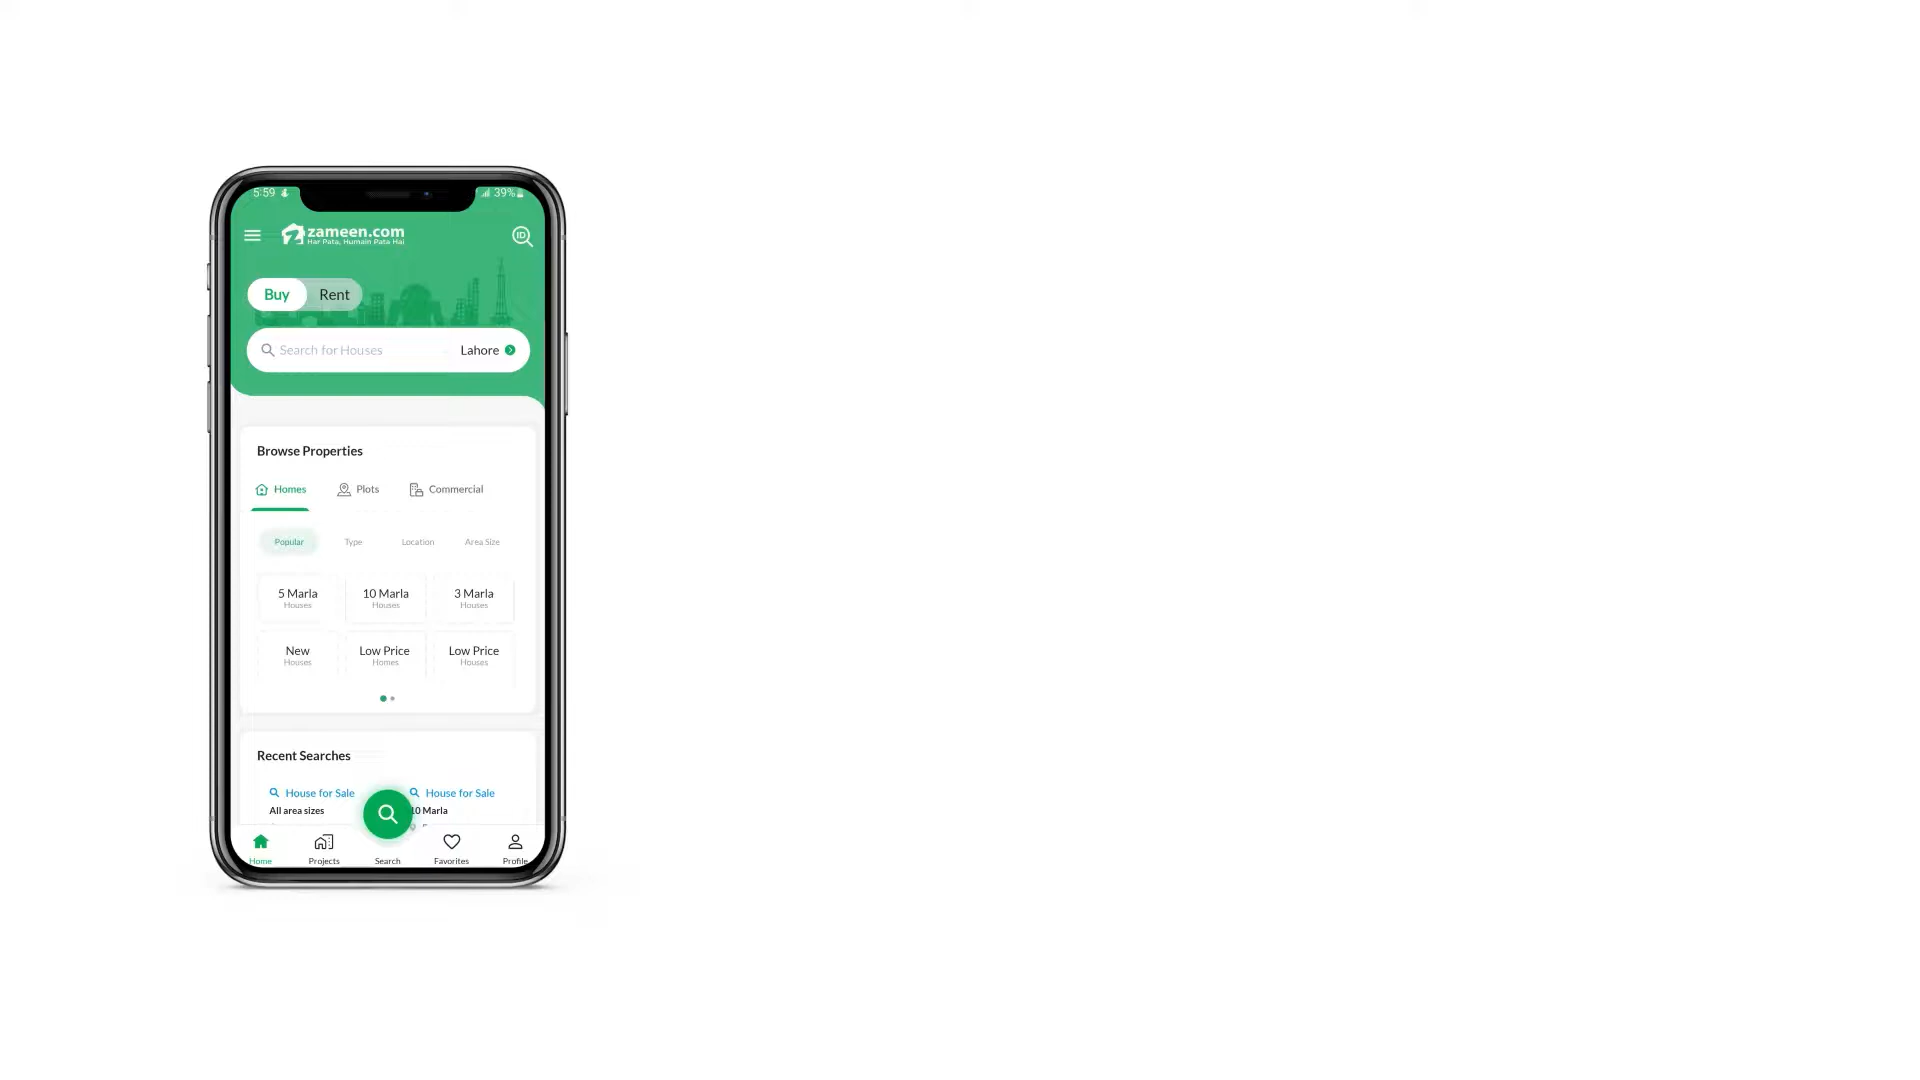 5:59
39%
zameen.com
Har Pata, Humain Pata Hai
ID
Buy Rent
Search for Houses Lahore
Browse Properties
Homes Plots Commercial
Popular Type Location Area Size
5 Marla 10 Marla 3 Marla
Houses Houses Houses
New Low Price Low Price
Houses Homes Houses
Recent Searches
House for Sale House for Sale
All area sizes 10 Marla
Home Projects Search Favorites Profile